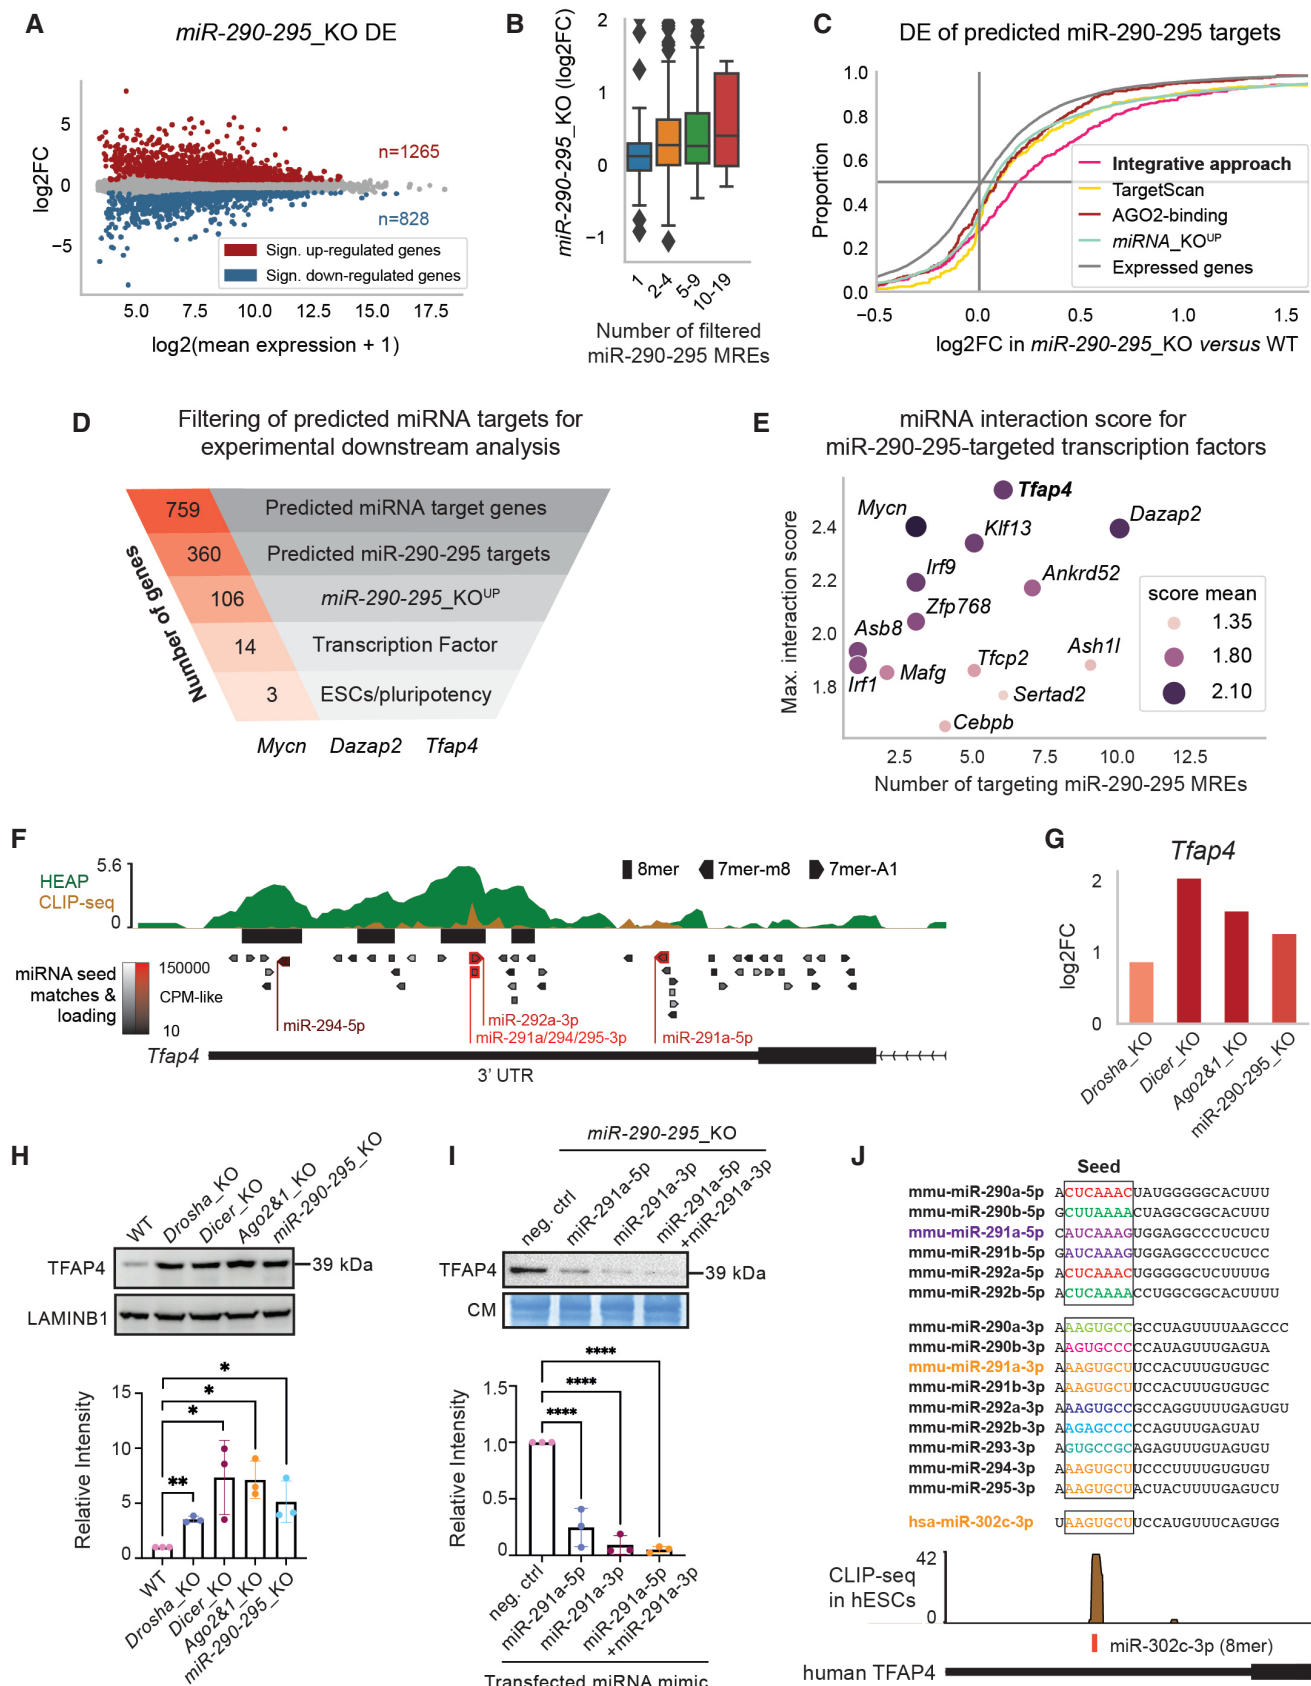 A
miR-290-295_KO DE
log2FC
5
0
−5
n=1265
n=828
Sign. up-regulated genes
Sign. down-regulated genes
5.0 7.5 10.0 12.5 15.0 17.5
log2(mean expression + 1)
B
miR-290-295_KO (log2FC)
2
1
0
−1
1 2-4 5-9 10-19
Number of filtered
miR-290-295 MREs
C
DE of predicted miR-290-295 targets
Proportion
1.0
0.8
0.6
0.4
0.2
0.0
Integrative approach
TargetScan
AGO2-binding
miRNA_KOUP
Expressed genes
−0.5 0.0 0.5 1.0 1.5
log2FC in miR-290-295_KO versus WT
D
Filtering of predicted miRNA targets for
experimental downstream analysis
Number of genes
759 Predicted miRNA target genes
360 Predicted miR-290-295 targets
106 miR-290-295_KOUP
14 Transcription Factor
3 ESCs/pluripotency
Mycn Dazap2 Tfap4
E
miRNA interaction score for
miR-290-295-targeted transcription factors
Max. interaction score
2.4
2.2
2.0
1.8
Tfap4
Mycn
Dazap2
Klf13
Irf9
Ankrd52
Zfp768
Asb8
Irf1
Mafg
Tfcp2
Ash1l
Sertad2
Cebpb
score mean
1.35
1.80
2.10
2.5 5.0 7.5 10.0 12.5
Number of targeting miR-290-295 MREs
F
5.6
HEAP
CLIP-seq
0
8mer 7mer-m8 7mer-A1
miRNA seed
matches &
loading
150000
CPM-like
10
miR-294-5p
miR-292a-3p
miR-291a/294/295-3p
miR-291a-5p
Tfap4
3’ UTR
G
Tfap4
log2FC
2
1
0
Drosha_KO
Dicer_KO
Ago2&1_KO
miR-290-295_KO
H
WT
Drosha_KO
Dicer_KO
Ago2&1_KO
miR-290-295_KO
TFAP4
39 kDa
LAMINB1
Relative Intensity
15
10
5
0
*
*
*
**
WT
Drosha_KO
Dicer_KO
Ago2&1_KO
miR-290-295_KO
I
miR-290-295_KO
neg. ctrl
miR-291a-5p
miR-291a-3p
miR-291a-5p
+miR-291a-3p
TFAP4
39 kDa
CM
Relative Intensity
1.5
1.0
0.5
0
****
****
****
neg. ctrl
miR-291a-5p
miR-291a-3p
miR-291a-5p
+miR-291a-3p
Transfected miRNA mimic
J
Seed
mmu-miR-290a-5p ACUCAAACUAUGGGGGCACUUU
mmu-miR-290b-5p GCUUAAAACUAGGCGGCACUUU
mmu-miR-291a-5p CAUCAAAGUGGAGGCCCUCUCU
mmu-miR-291b-5p GAUCAAAGUGGAGGCCCUCUCC
mmu-miR-292a-5p ACUCAAACUGGGGGCUCUUUUG
mmu-miR-292b-5p ACUCAAAACCUGGCGGCACUUUU
mmu-miR-290a-3p AAAGUGCCGCCUAGUUUUAAGCCC
mmu-miR-290b-3p AAGUGCCCCCAUAGUUUGAGUA
mmu-miR-291a-3p AAAGUGCUUCCACUUUGUGUGC
mmu-miR-291b-3p AAAGUGCUUCCACUUUGUGUGC
mmu-miR-292a-3p AAAGUGCCGCCAGGUUUUGAGUGU
mmu-miR-292b-3p AAGAGCCCCCAGUUUGAGUAU
mmu-miR-293-3p AGUGCCGCAGAGUUUGUAGUGU
mmu-miR-294-3p AAAGUGCUUCCCUUUUGUGUGU
mmu-miR-295-3p AAAGUGCUACUACUUUUGAGUCU
hsa-miR-302c-3p UAAGUGCUUCCAUGUUUCAGUGG
42
CLIP-seq
in hESCs
0
miR-302c-3p (8mer)
human TFAP4